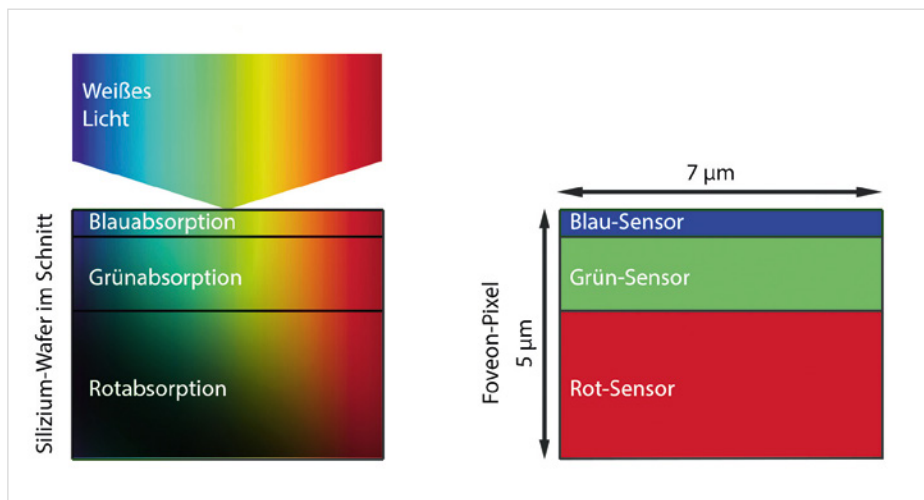 Weißes
Licht
Silizium-Wafer im Schnitt
Blauabsorption
Grünabsorption
Rotabsorption
7 µm
Foveon-Pixel
5 µm
Blau-Sensor
Grün-Sensor
Rot-Sensor